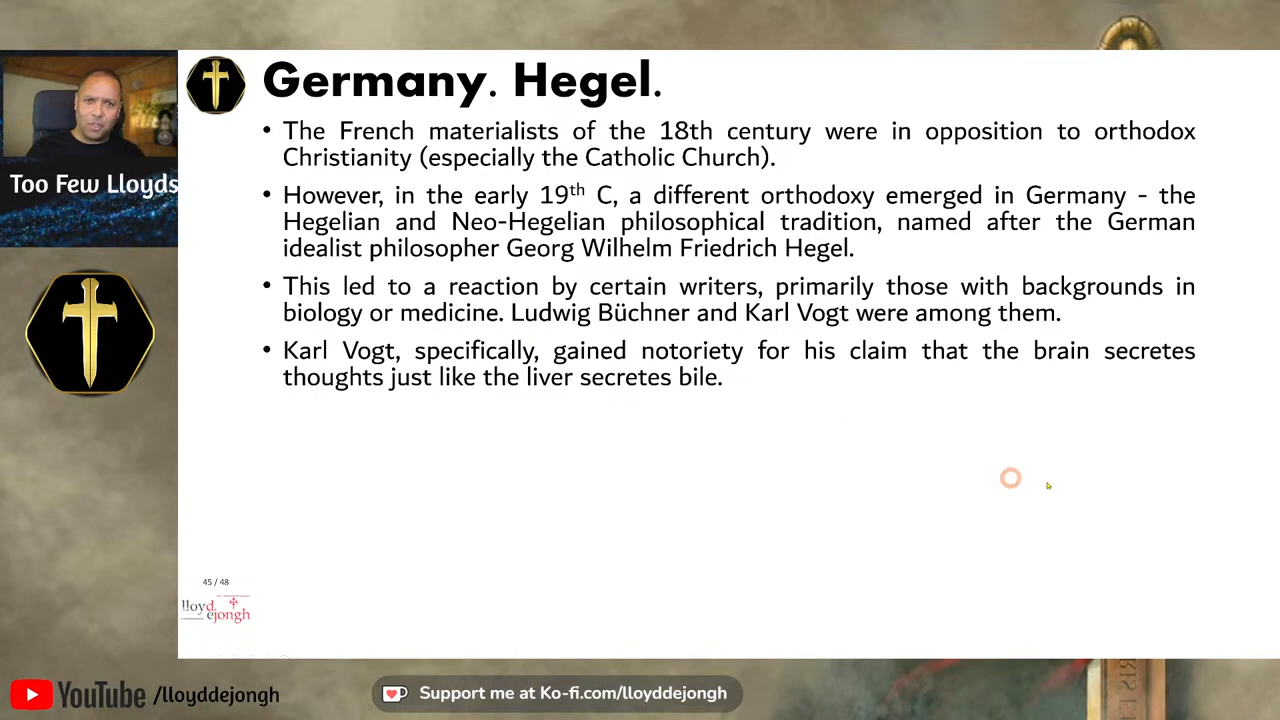 Germany. Hegel.
Too Few Lloyds
• The French materialists of the 18th century were in opposition to orthodox
Christianity (especially the Catholic Church).
• However, in the early 19th C, a different orthodoxy emerged in Germany - the
Hegelian and Neo-Hegelian philosophical tradition, named after the German
idealist philosopher Georg Wilhelm Friedrich Hegel.
• This led to a reaction by certain writers, primarily those with backgrounds in
biology or medicine. Ludwig Büchner and Karl Vogt were among them.
• Karl Vogt, specifically, gained notoriety for his claim that the brain secretes
thoughts just like the liver secretes bile.
45 / 48
lloyd
ejongh
YouTube /lloyddejongh
Support me at Ko-fi.com/lloyddejongh